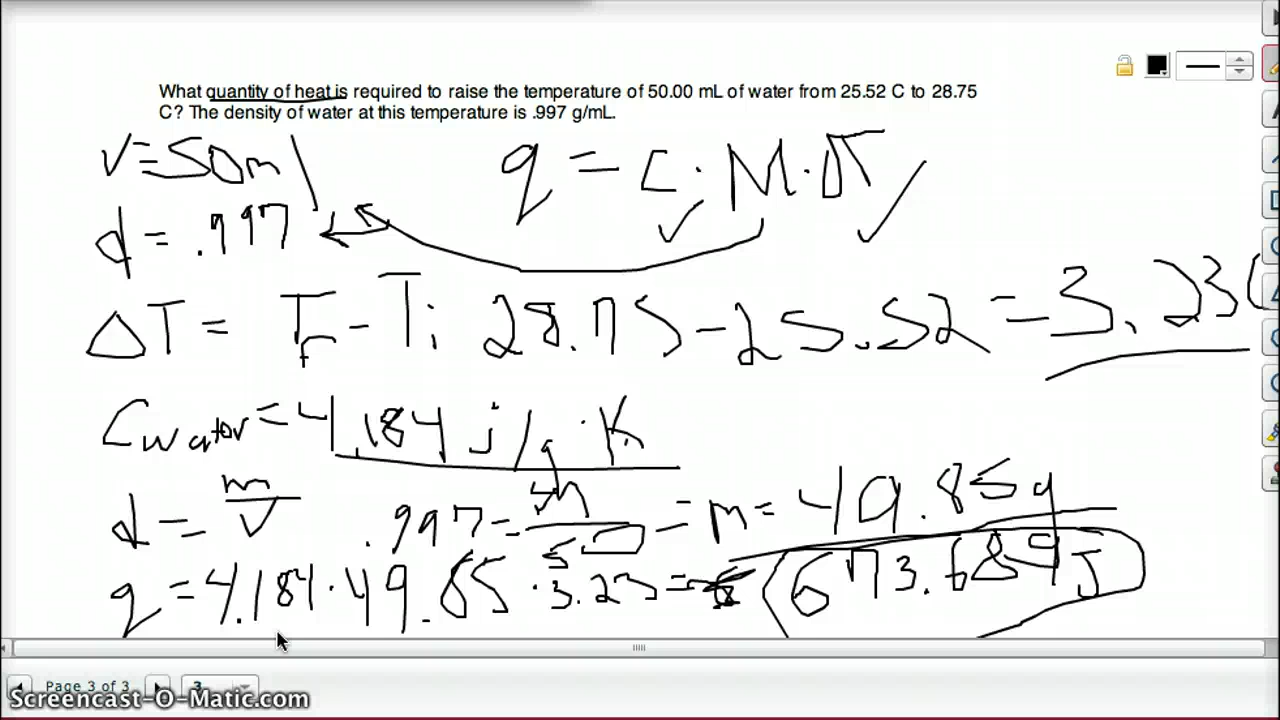 What quantity of heat is required to raise the temperature of 50.00 mL of water from 25.52 C to 28.75
C? The density of water at this temperature is .997 g/mL.
V = 50ml
q = C · M · ΔT
d = .997
ΔT = Tf - Ti 28.75 - 25.52 = 3.23
Cwater = 4.184 j/g · K
d = m/V .997 = m/50 = m = 49.85g
q = 4.184 · 49.85 · 3.23 = 673.689 J
Page 3 of 3
3
Screencast-O-Matic.com